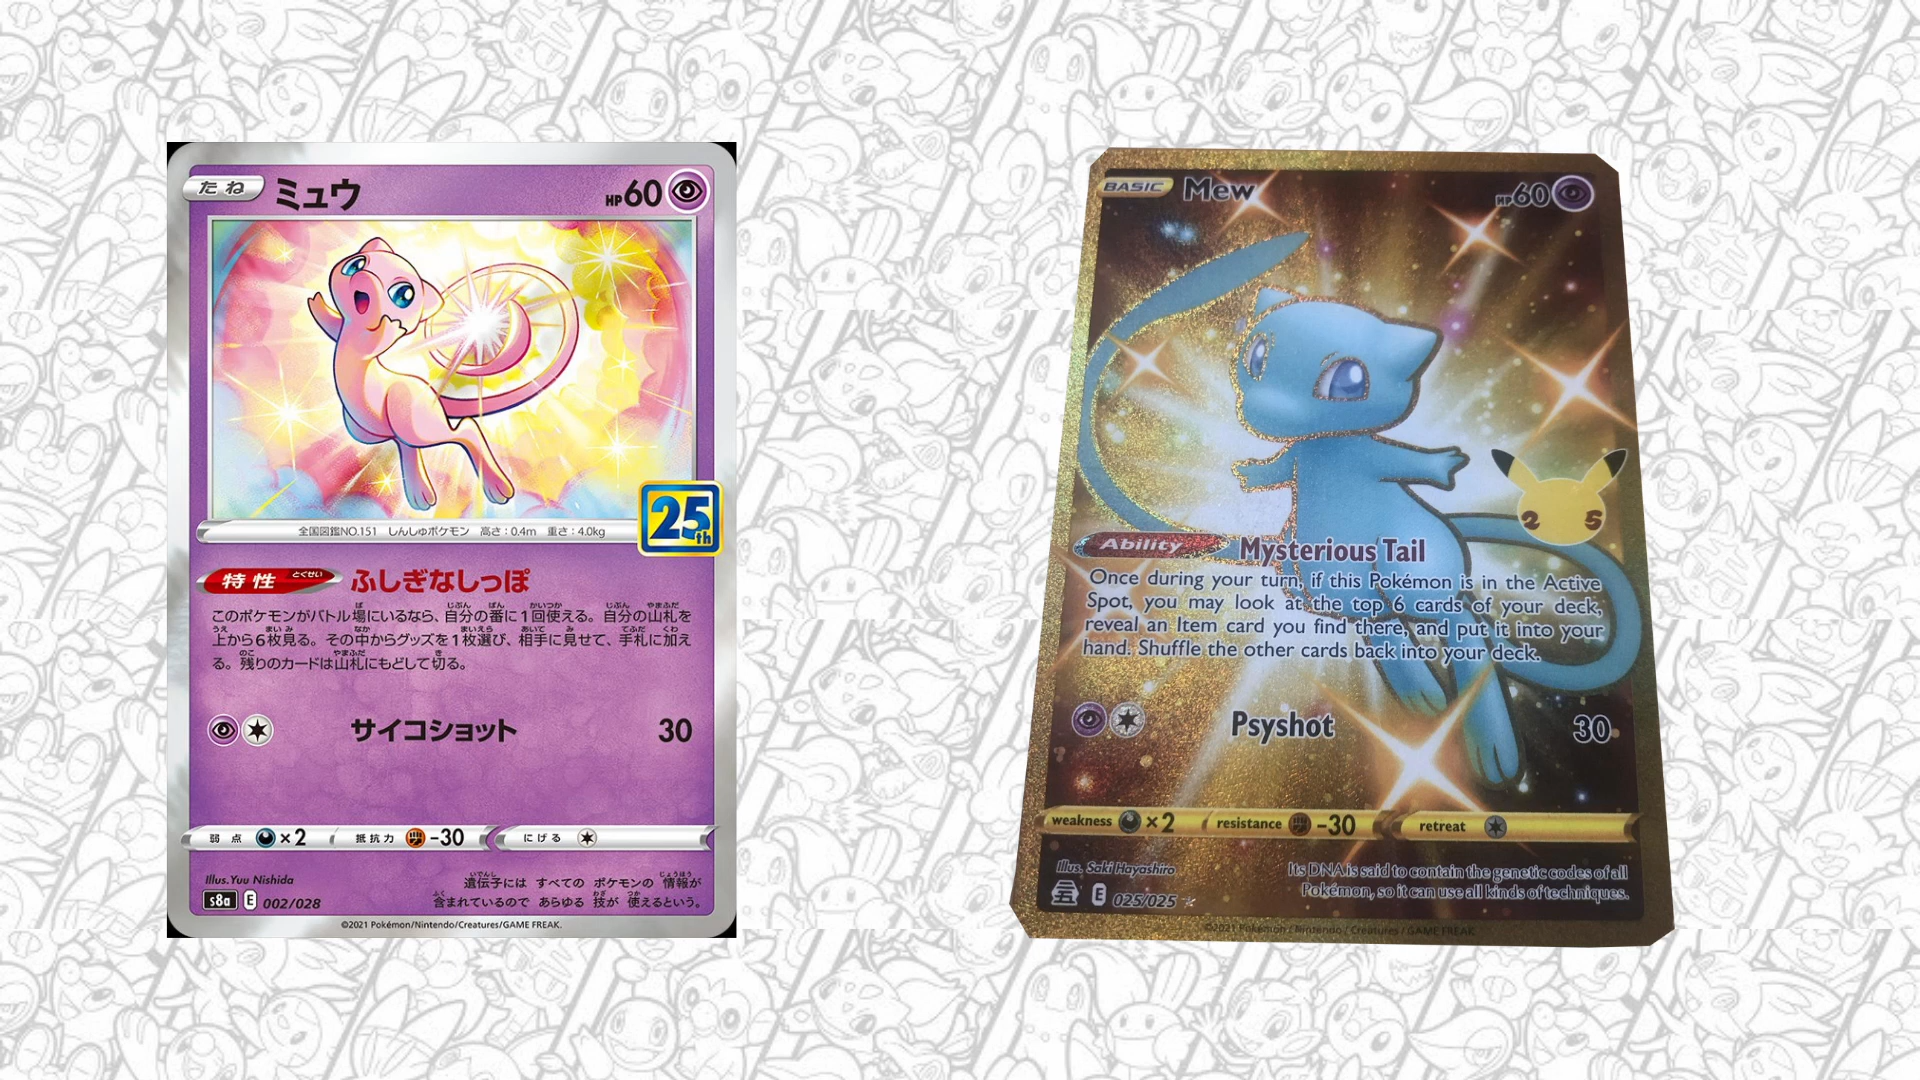 たね ミュウ HP60
25th
全国図鑑NO.151 しんしゅポケモン 高さ：0.4m 重さ：4.0kg
特性 とくせい ふしぎなしっぽ
このポケモンがバトル場にいるなら、自分の番に1回使える。自分の山札を
上から6枚見る。その中からグッズを1枚選び、相手に見せて、手札に加え
る。残りのカードは山札にもどして切る。
サイコショット 30
弱点 ×2 抵抗力 -30 にげる
Illus.Yuu Nishida
s8a E 002/028
遺伝子には すべての ポケモンの 情報が
含まれているので あらゆる 技が 使えるという。
©2021 Pokémon/Nintendo/Creatures/GAME FREAK.
BASIC Mew HP60
25
Ability Mysterious Tail
Once during your turn, if this Pokémon is in the Active
Spot, you may look at the top 6 cards of your deck,
reveal an Item card you find there, and put it into your
hand. Shuffle the other cards back into your deck.
Psyshot 30
weakness ×2 resistance -30 retreat
Illus. Saki Hayashiro
E 025/025
Its DNA is said to contain the genetic codes of all
Pokémon, so it can use all kinds of techniques.
©2021 Pokémon / Nintendo / Creatures / GAME FREAK